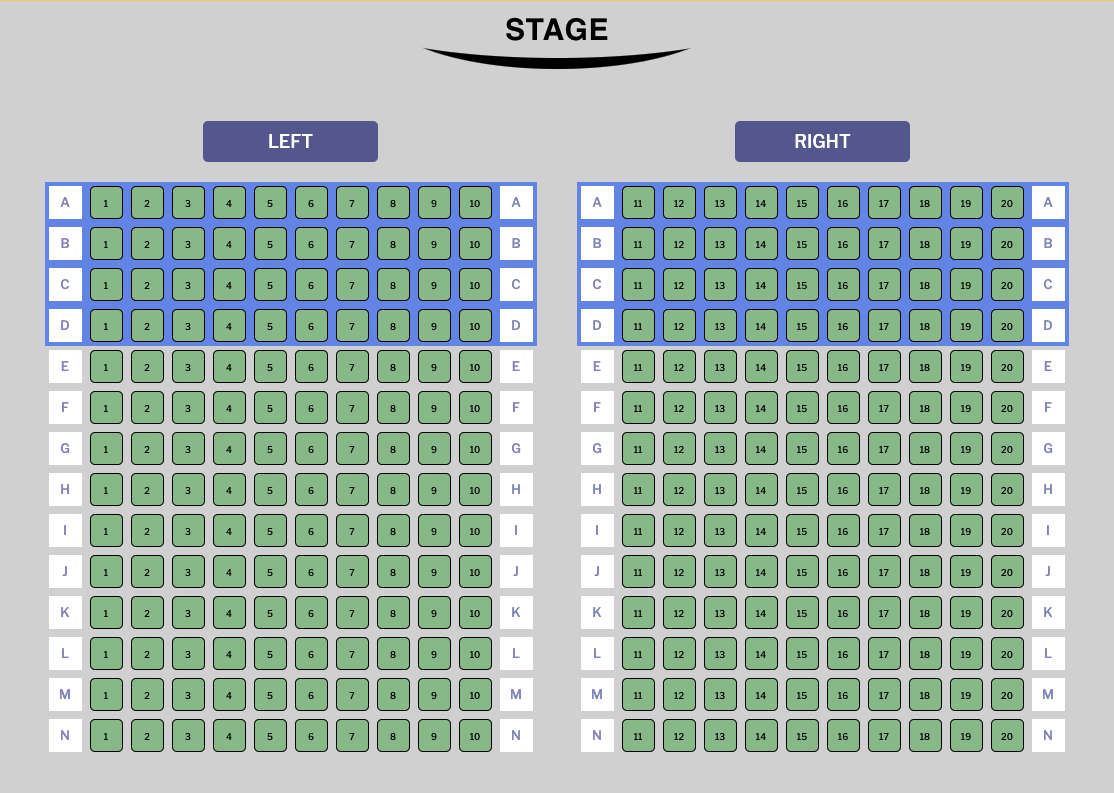 STAGE
LEFT RIGHT
A 1 2 3 4 5 6 7 8 9 10 A A 11 12 13 14 15 16 17 18 19 20 A
B 1 2 3 4 5 6 7 8 9 10 B B 11 12 13 14 15 16 17 18 19 20 B
C 1 2 3 4 5 6 7 8 9 10 C C 11 12 13 14 15 16 17 18 19 20 C
D 1 2 3 4 5 6 7 8 9 10 D D 11 12 13 14 15 16 17 18 19 20 D
E 1 2 3 4 5 6 7 8 9 10 E E 11 12 13 14 15 16 17 18 19 20 E
F 1 2 3 4 5 6 7 8 9 10 F F 11 12 13 14 15 16 17 18 19 20 F
G 1 2 3 4 5 6 7 8 9 10 G G 11 12 13 14 15 16 17 18 19 20 G
H 1 2 3 4 5 6 7 8 9 10 H H 11 12 13 14 15 16 17 18 19 20 H
I 1 2 3 4 5 6 7 8 9 10 I I 11 12 13 14 15 16 17 18 19 20 I
J 1 2 3 4 5 6 7 8 9 10 J J 11 12 13 14 15 16 17 18 19 20 J
K 1 2 3 4 5 6 7 8 9 10 K K 11 12 13 14 15 16 17 18 19 20 K
L 1 2 3 4 5 6 7 8 9 10 L L 11 12 13 14 15 16 17 18 19 20 L
M 1 2 3 4 5 6 7 8 9 10 M M 11 12 13 14 15 16 17 18 19 20 M
N 1 2 3 4 5 6 7 8 9 10 N N 11 12 13 14 15 16 17 18 19 20 N